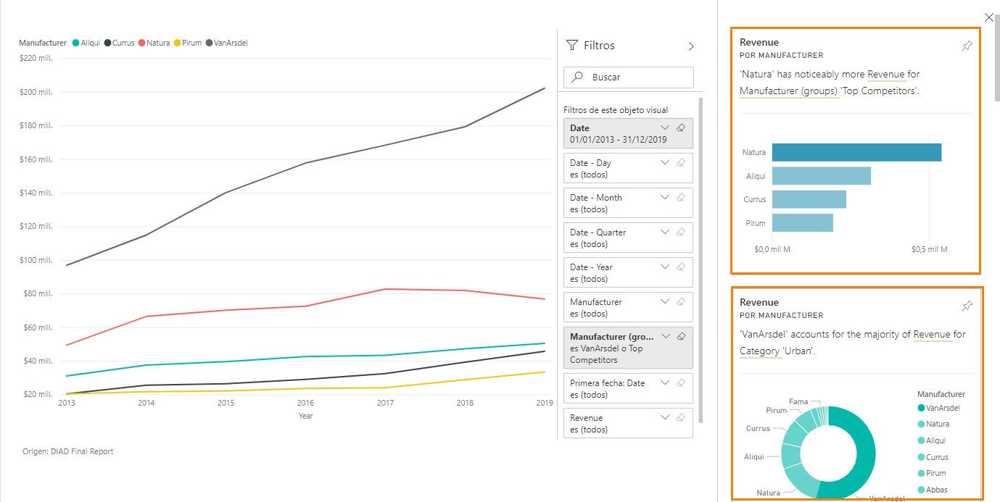 Manufacturer Aliqui Currus Natura Pirum VanArsdel
$220 mill.
$200 mill.
$180 mill.
$160 mill.
$140 mill.
$120 mill.
$100 mill.
$80 mill.
$60 mill.
$40 mill.
$20 mill.
2013 2014 2015 2016 2017 2018 2019
Year
Origen: DIAD Final Report
Filtros
Buscar
Filtros de este objeto visual
Date
01/01/2013 - 31/12/2019
Date - Day
es (todos)
Date - Month
es (todos)
Date - Quarter
es (todos)
Date - Year
es (todos)
Manufacturer
es (todos)
Manufacturer (gro...
es VanArsdel o Top
Competitors
Primera fecha: Date
es (todos)
Revenue
es (todos)
Revenue
POR MANUFACTURER
'Natura' has noticeably more Revenue for
Manufacturer (groups) 'Top Competitors'.
Natura
Aliqui
Currus
Pirum
$0,0 mil M $0,5 mil M
Revenue
POR MANUFACTURER
'VanArsdel' accounts for the majority of Revenue for
Category 'Urban'.
Fama
Pirum
Currus
Aliqui
Natura
VanArsdel
Manufacturer
VanArsdel
Natura
Aliqui
Currus
Pirum
Abbas